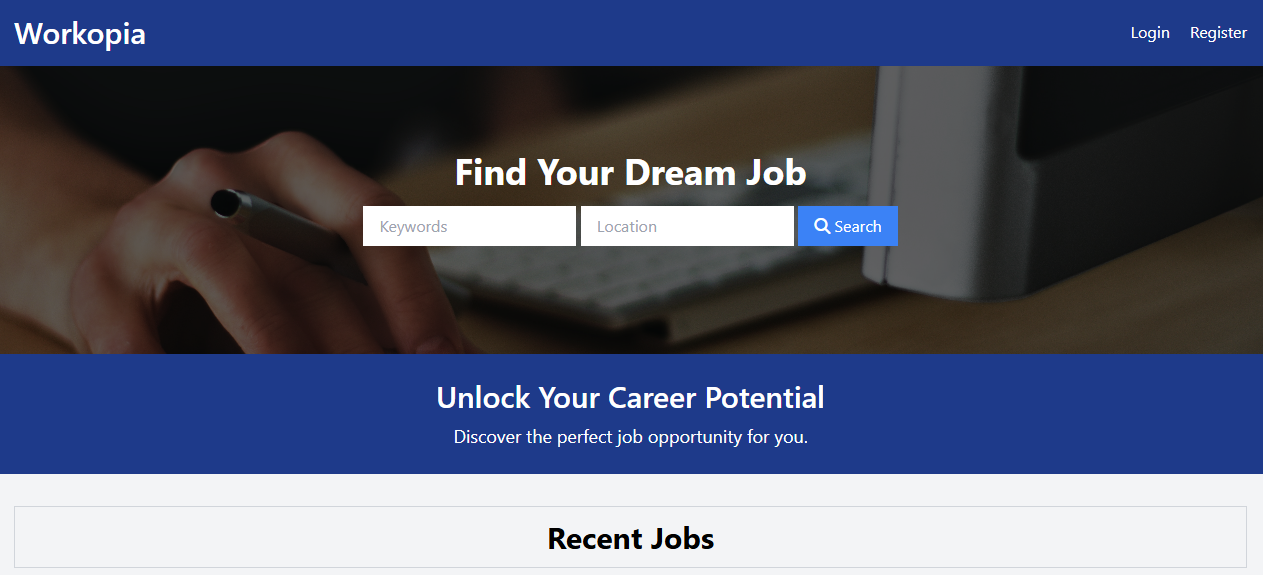 Workopia
Login Register
Find Your Dream Job
Keywords Location Search
Unlock Your Career Potential
Discover the perfect job opportunity for you.
Recent Jobs